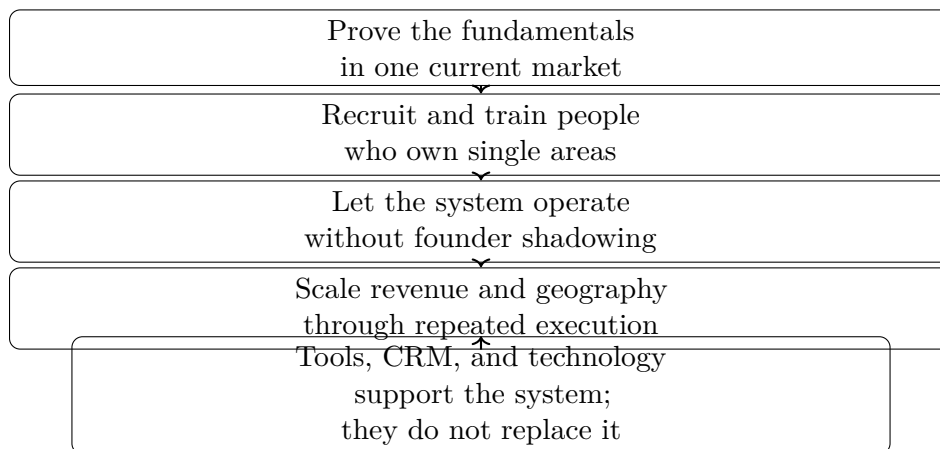 Prove the fundamentals
in one current market
Recruit and train people
who own single areas
Let the system operate
without founder shadowing
Scale revenue and geography
through repeated execution
Tools, CRM, and technology
support the system;
they do not replace it